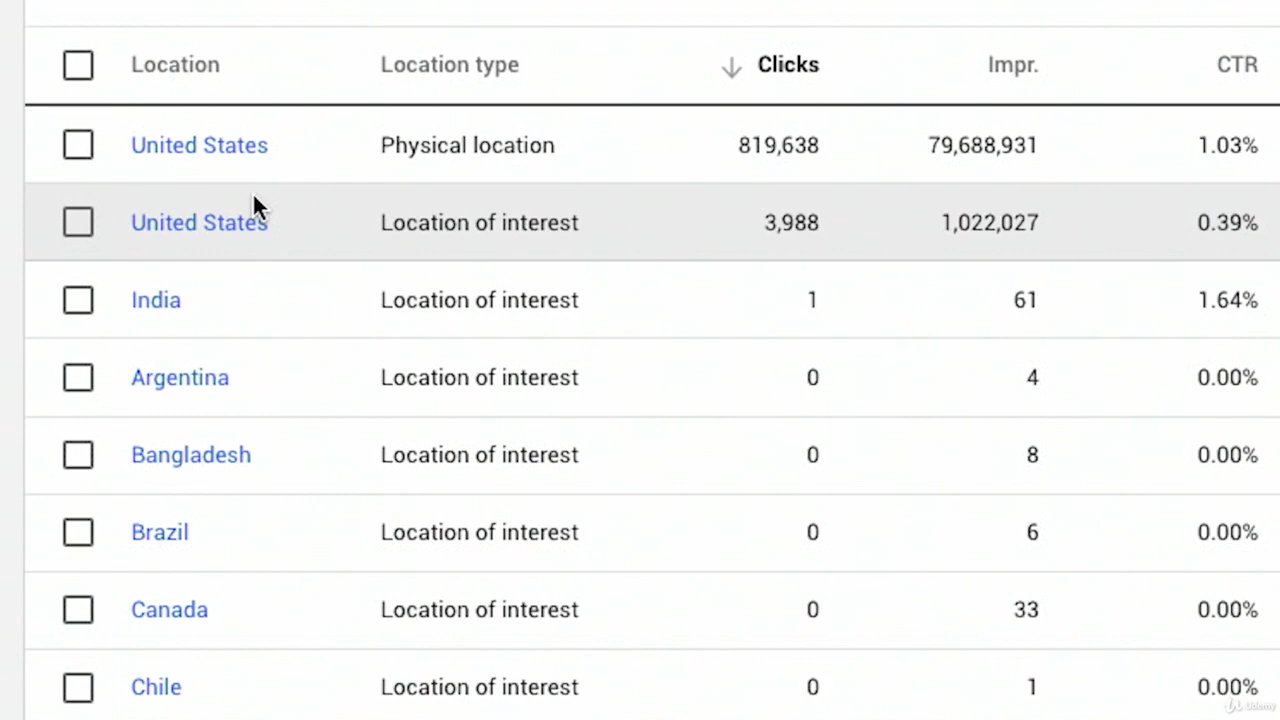 Location Location type Clicks Impr. CTR
United States Physical location 819,638 79,688,931 1.03%
United States Location of interest 3,988 1,022,027 0.39%
India Location of interest 1 61 1.64%
Argentina Location of interest 0 4 0.00%
Bangladesh Location of interest 0 8 0.00%
Brazil Location of interest 0 6 0.00%
Canada Location of interest 0 33 0.00%
Chile Location of interest 0 1 0.00%
Udemy